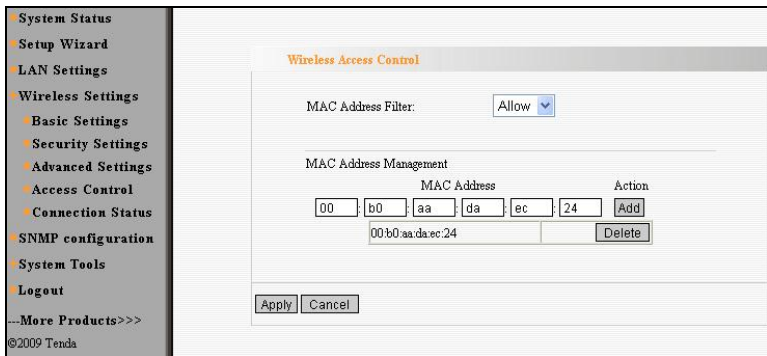 System Status
Setup Wizard
LAN Settings
Wireless Settings
Basic Settings
Security Settings
Advanced Settings
Access Control
Connection Status
SNMP configuration
System Tools
Logout
---More Products>>>
©2009 Tenda
Wireless Access Control
MAC Address Filter: Allow
MAC Address Management
MAC Address Action
00 : b0 : aa : da : ec : 24 Add
00:b0:aa:da:ec:24 Delete
Apply Cancel